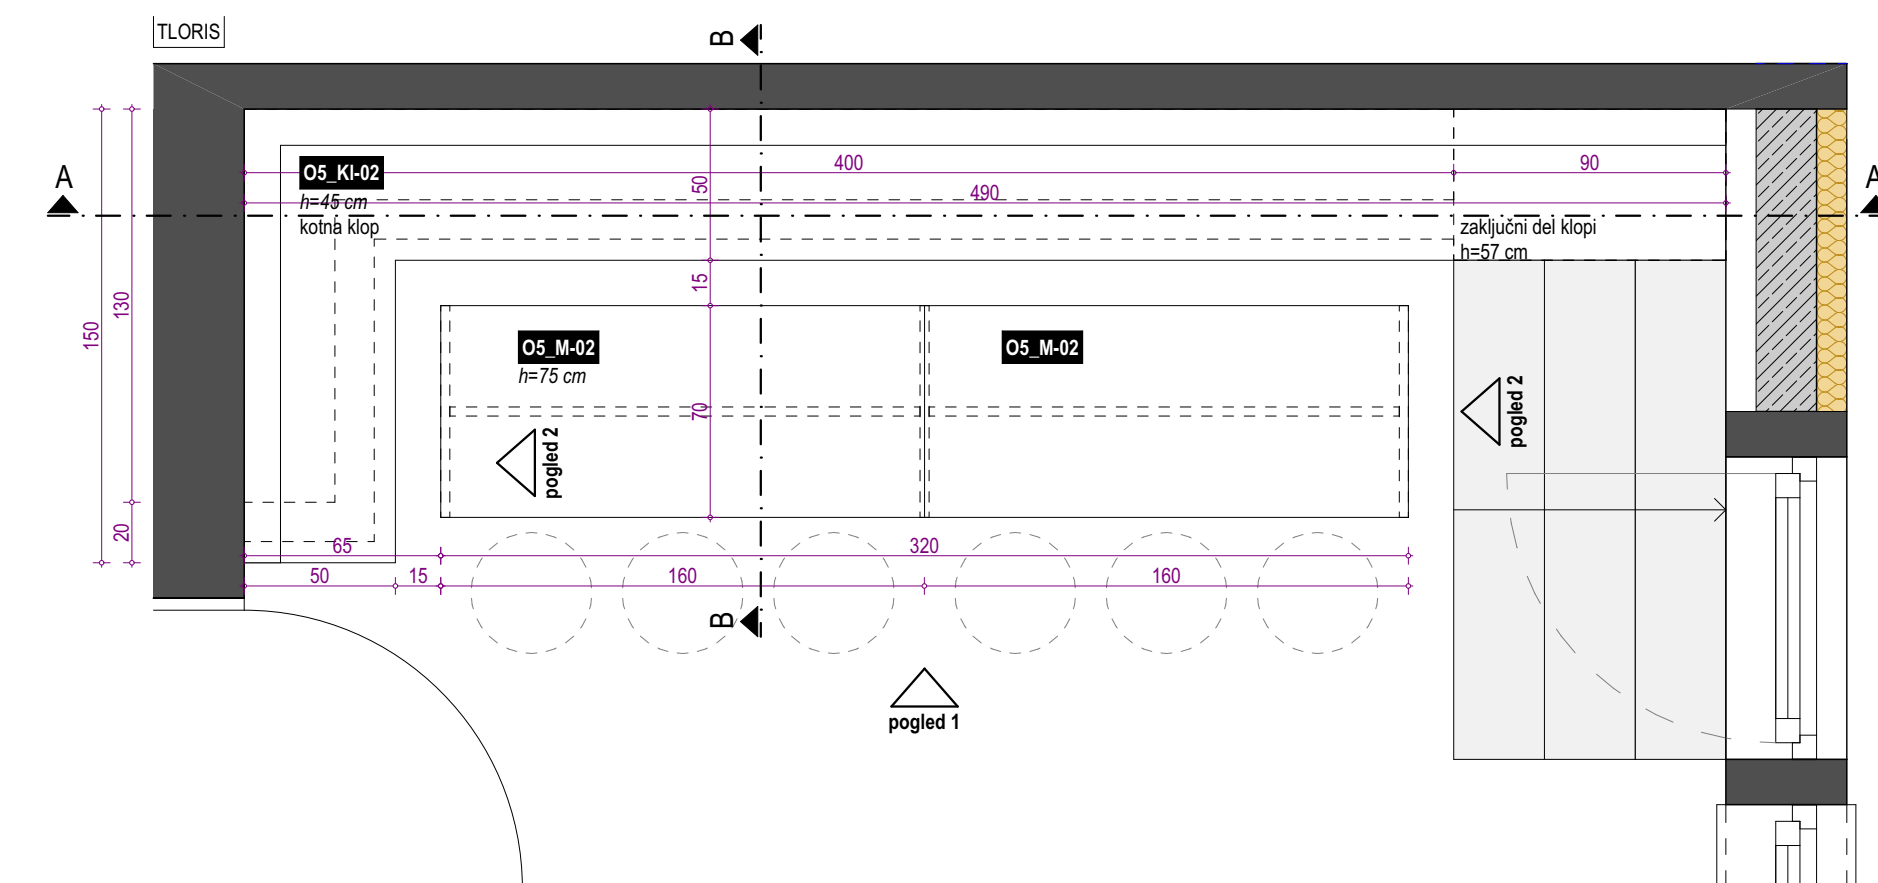 TLORIS
B
A
A
O5_Kl-02
h=45 cm
kotna klop
400
90
490
50
zaključni del klopi
h=57 cm
15
150
130
20
O5_M-02
h=75 cm
O5_M-02
70
pogled 2
pogled 2
65
320
50
15
160
160
B
pogled 1